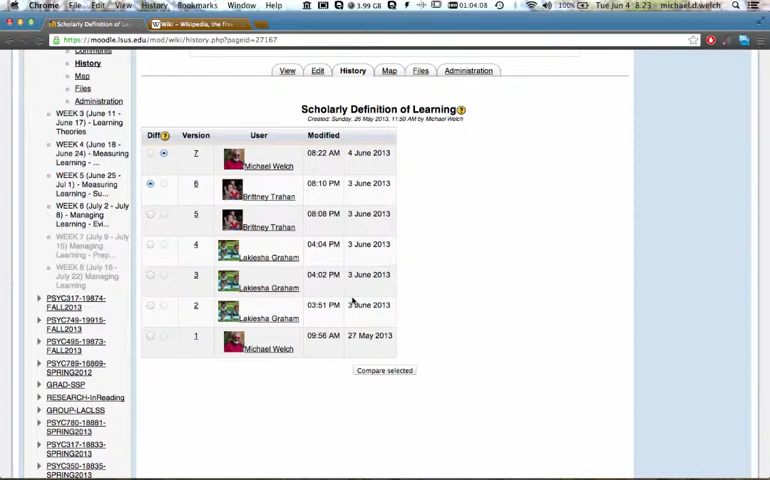 Chrome File Edit View History Bookmarks Window Help 3.99 GB 01:04:08 100% Tue Jun 4 8:23 michael.d.welch
Scholarly Definition of Lea Wiki – Wikipedia, the free
https://moodle.lsus.edu/mod/wiki/history.php?pageid=27167
Comments
History
Map
Files
Administration
WEEK 3 (June 11 -
June 17) - Learning
Theories
WEEK 4 (June 18 -
June 24) - Measuring
Learning - ...
WEEK 5 (June 25 -
Jul 1) - Measuring
Learning - Su...
WEEK 6 (July 2 - July
8) - Managing
Learning - Evi...
WEEK 7 (July 9 - July
15) Managing
Learning - Prep...
WEEK 8 (July 16 -
July 22) Managing
Learning
PSYC317-19874-
FALL2013
PSYC349-19915-
FALL2013
PSYC495-19873-
FALL2013
PSYC789-16869-
SPRING2012
GRAD-SSP
RESEARCH-InReading
GROUP-LACLSS
PSYC780-18881-
SPRING2013
PSYC317-18833-
SPRING2013
PSYC350-18835-
SPRING2013
View Edit History Map Files Administration
Scholarly Definition of Learning
Created: Sunday, 26 May 2013, 11:59 AM by Michael Welch
Diff Version User Modified
7 Michael Welch 08:22 AM 4 June 2013
6 Brittney Trahan 08:10 PM 3 June 2013
5 Brittney Trahan 08:08 PM 3 June 2013
4 Lakiesha Graham 04:04 PM 3 June 2013
3 Lakiesha Graham 04:02 PM 3 June 2013
2 Lakiesha Graham 03:51 PM 3 June 2013
1 Michael Welch 09:56 AM 27 May 2013
Compare selected